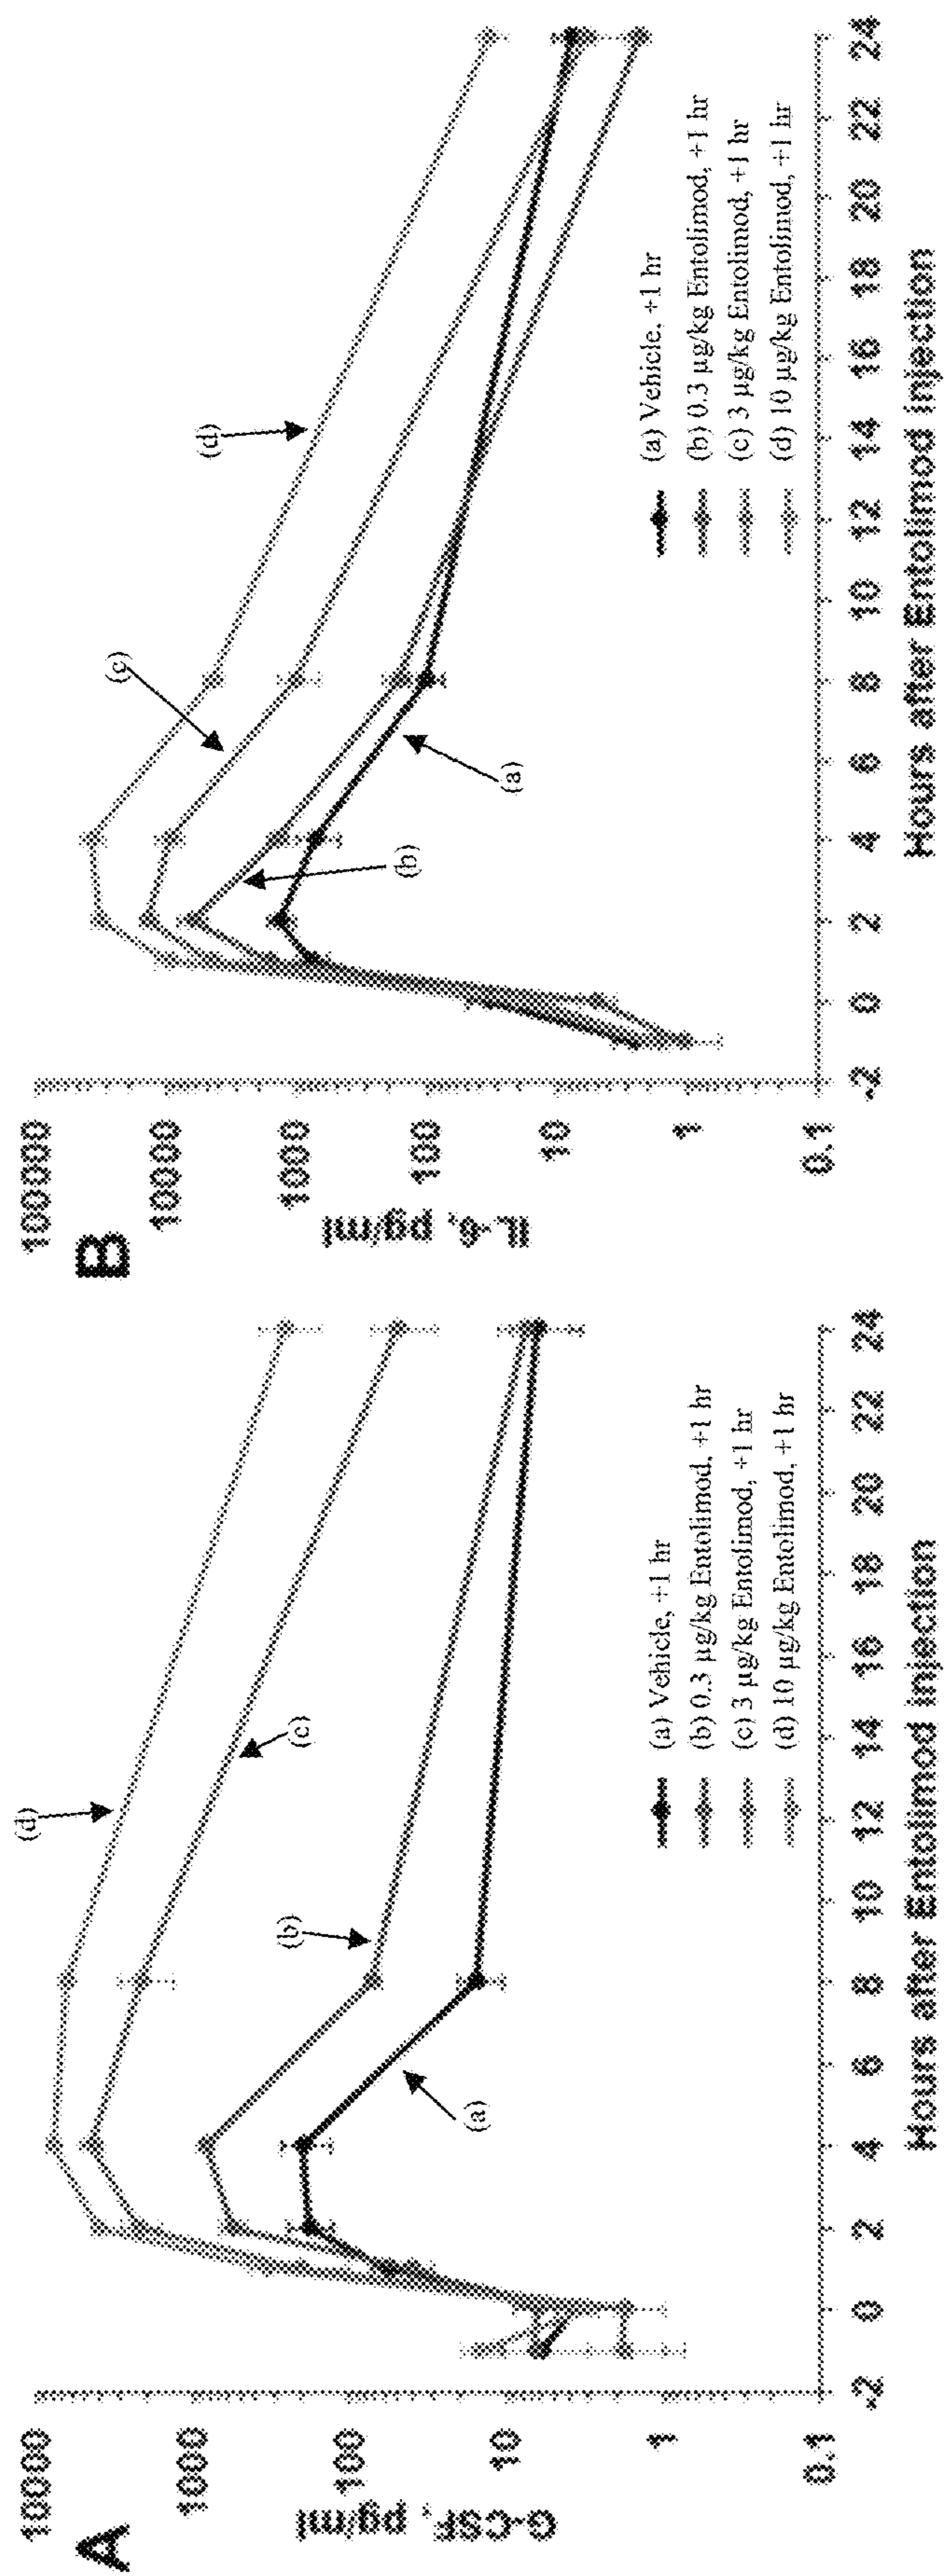 A
G-CSF, pg/ml
10000
1000
100
10
1
0.1
-2 0 2 4 6 8 10 12 14 16 18 20 22 24
Hours after Entolimod injection
(a)
(b)
(c)
(d)
(a) Vehicle, +1 hr
(b) 0.3 µg/kg Entolimod, +1 hr
(c) 3 µg/kg Entolimod, +1 hr
(d) 10 µg/kg Entolimod, +1 hr
B
IL-6, pg/ml
100000
10000
1000
100
10
1
0.1
-2 0 2 4 6 8 10 12 14 16 18 20 22 24
Hours after Entolimod injection
(b)
(a)
(c)
(d)
(a) Vehicle, +1 hr
(b) 0.3 µg/kg Entolimod, +1 hr
(c) 3 µg/kg Entolimod, +1 hr
(d) 10 µg/kg Entolimod, +1 hr